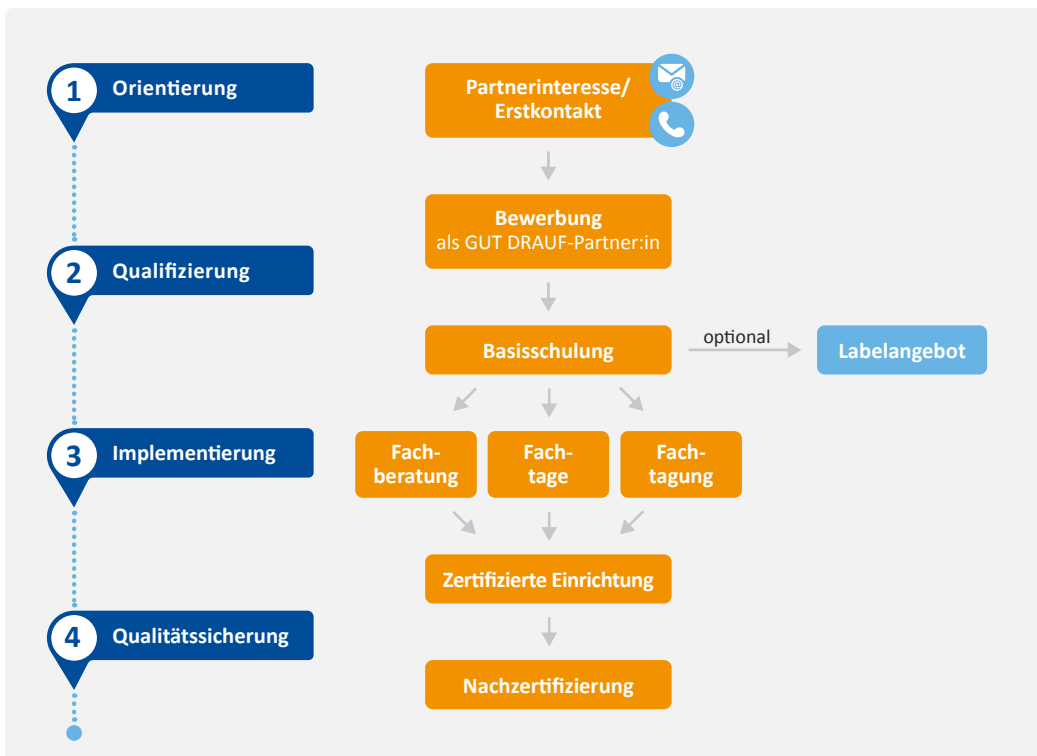 1 Orientierung
Partnerinteresse/
Erstkontakt
Bewerbung
als GUT DRAUF-Partner:in
2 Qualifizierung
Basisschulung
optional
Labelangebot
3 Implementierung
Fach-
beratung
Fach-
tage
Fach-
tagung
Zertifizierte Einrichtung
4 Qualitätssicherung
Nachzertifizierung